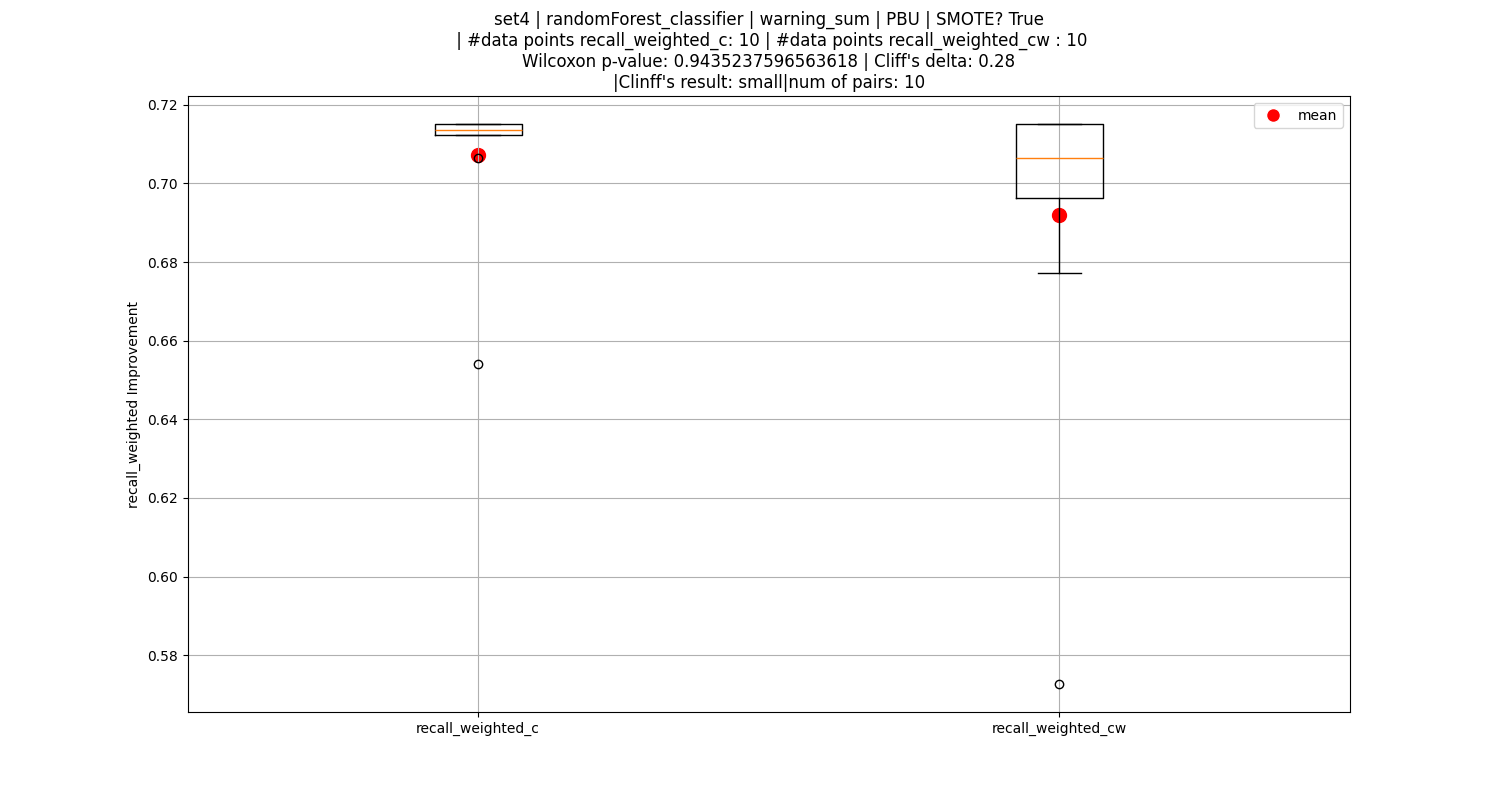 set4 | randomForest_classifier | warning_sum | PBU | SMOTE? True
| #data points recall_weighted_c: 10 | #data points recall_weighted_cw : 10
Wilcoxon p-value: 0.9435237596563618 | Cliff's delta: 0.28
|Clinff's result: small|num of pairs: 10
mean
0.72
0.70
0.68
0.66
0.64
0.62
0.60
0.58
recall_weighted Improvement
recall_weighted_c
recall_weighted_cw